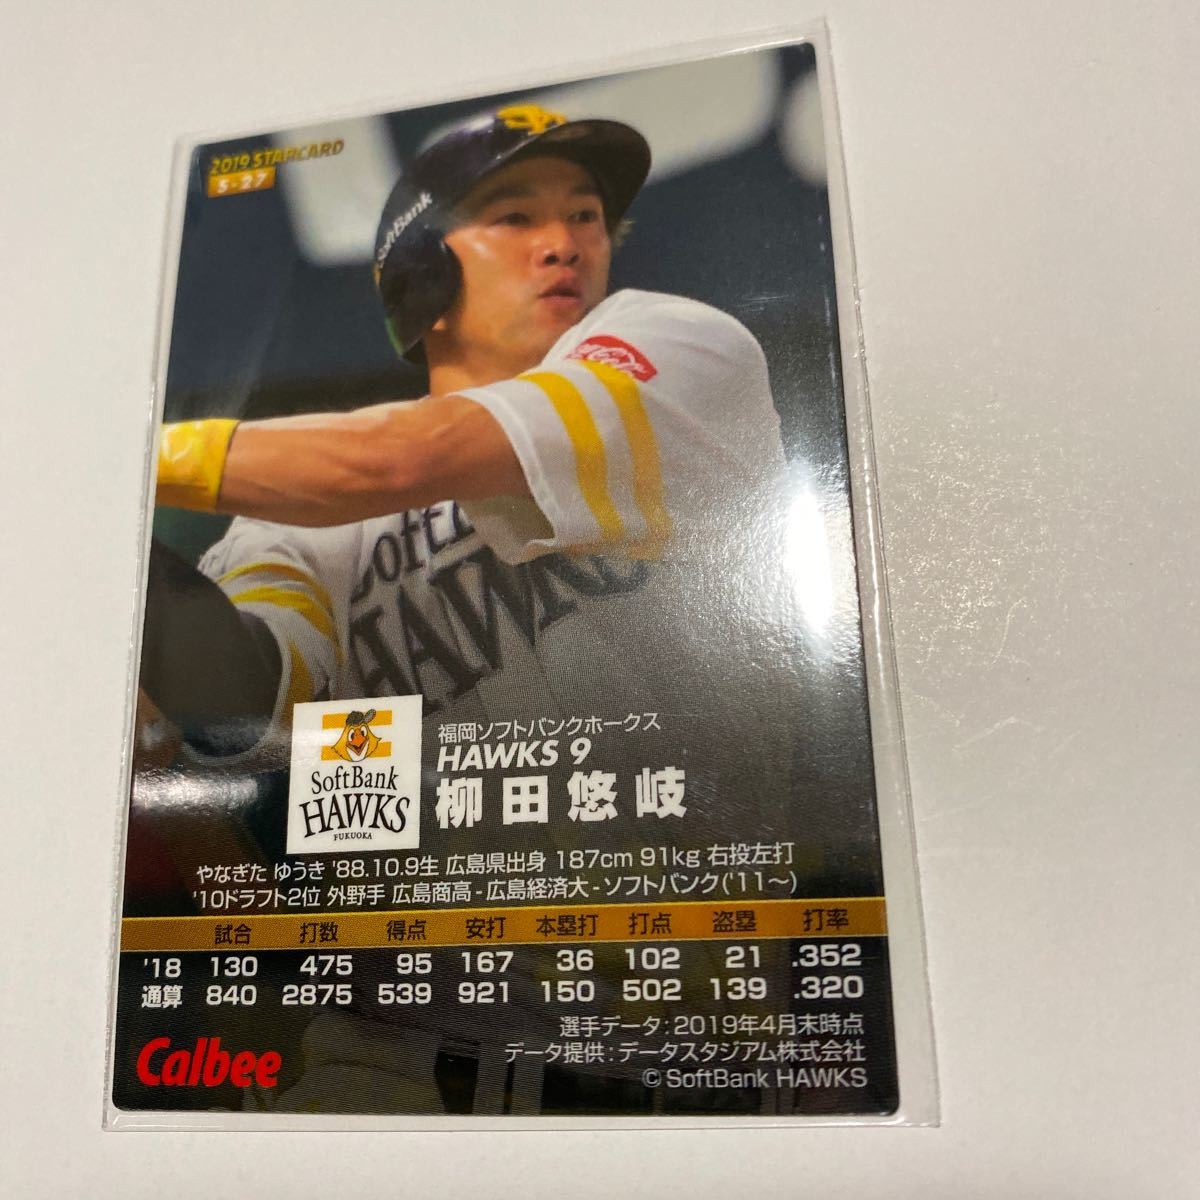 2019 STAR CARD
S-27
SoftBank
Coca-Cola
Soft
HAWKS
福岡ソフトバンクホークス
HAWKS 9
柳田悠岐
SoftBank
HAWKS
FUKUOKA
やなぎた ゆうき '88.10.9生 広島県出身 187cm 91kg 右投左打
'10ドラフト2位 外野手 広島商高-広島経済大-ソフトバンク('11〜)
試合 打数 得点 安打 本塁打 打点 盗塁 打率
'18 130 475 95 167 36 102 21 .352
通算 840 2875 539 921 150 502 139 .320
選手データ:2019年4月末時点
データ提供:データスタジアム株式会社
Calbee
© SoftBank HAWKS